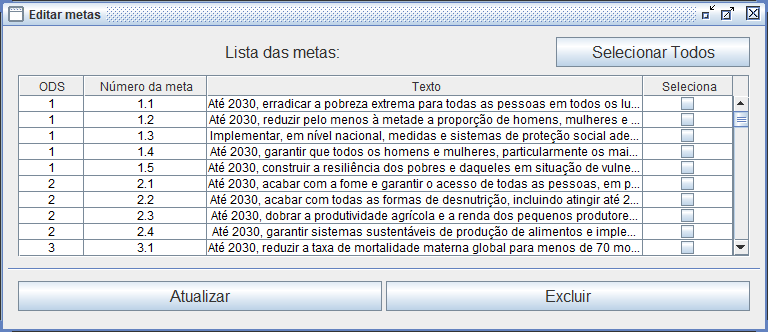 Editar metas
Lista das metas:
Selecionar Todos
ODS Número da meta Texto Seleciona
1 1.1 Até 2030, erradicar a pobreza extrema para todas as pessoas em todos os lu...
1 1.2 Até 2030, reduzir pelo menos à metade a proporção de homens, mulheres e ...
1 1.3 Implementar, em nível nacional, medidas e sistemas de proteção social ade...
1 1.4 Até 2030, garantir que todos os homens e mulheres, particularmente os mai...
1 1.5 Até 2030, construir a resiliência dos pobres e daqueles em situação de vulne...
2 2.1 Até 2030, acabar com a fome e garantir o acesso de todas as pessoas, em p...
2 2.2 Até 2030, acabar com todas as formas de desnutrição, incluindo atingir até 2...
2 2.3 Até 2030, dobrar a produtividade agrícola e a renda dos pequenos produtore...
2 2.4 Até 2030, garantir sistemas sustentáveis de produção de alimentos e imple...
3 3.1 Até 2030, reduzir a taxa de mortalidade materna global para menos de 70 mo...
Atualizar Excluir